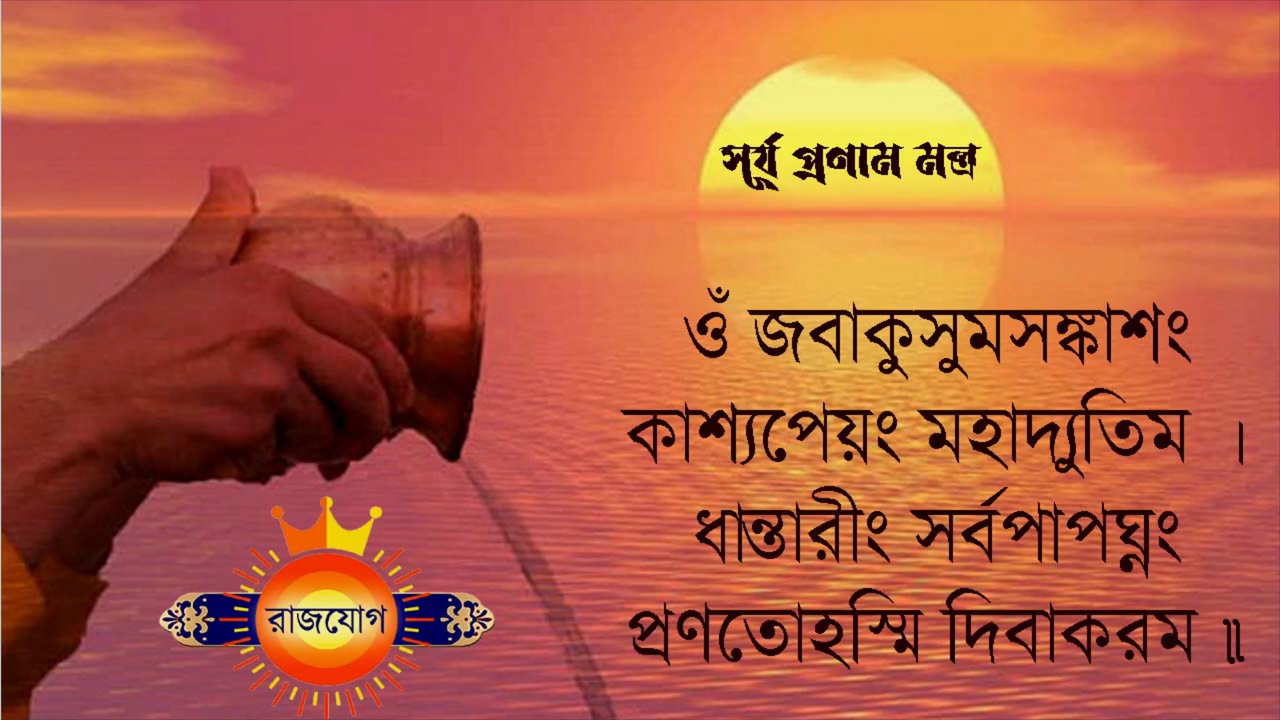 সূর্য প্রণাম মন্ত্র
ওঁ জবাকুসুমসঙ্কাশং
কাশ্যপেয়ং মহাদ্যুতিম ।
ধান্তারীং সর্বপাপঘ্নং
প্রণতোহস্মি দিবাকরম ॥
রাজযোগ